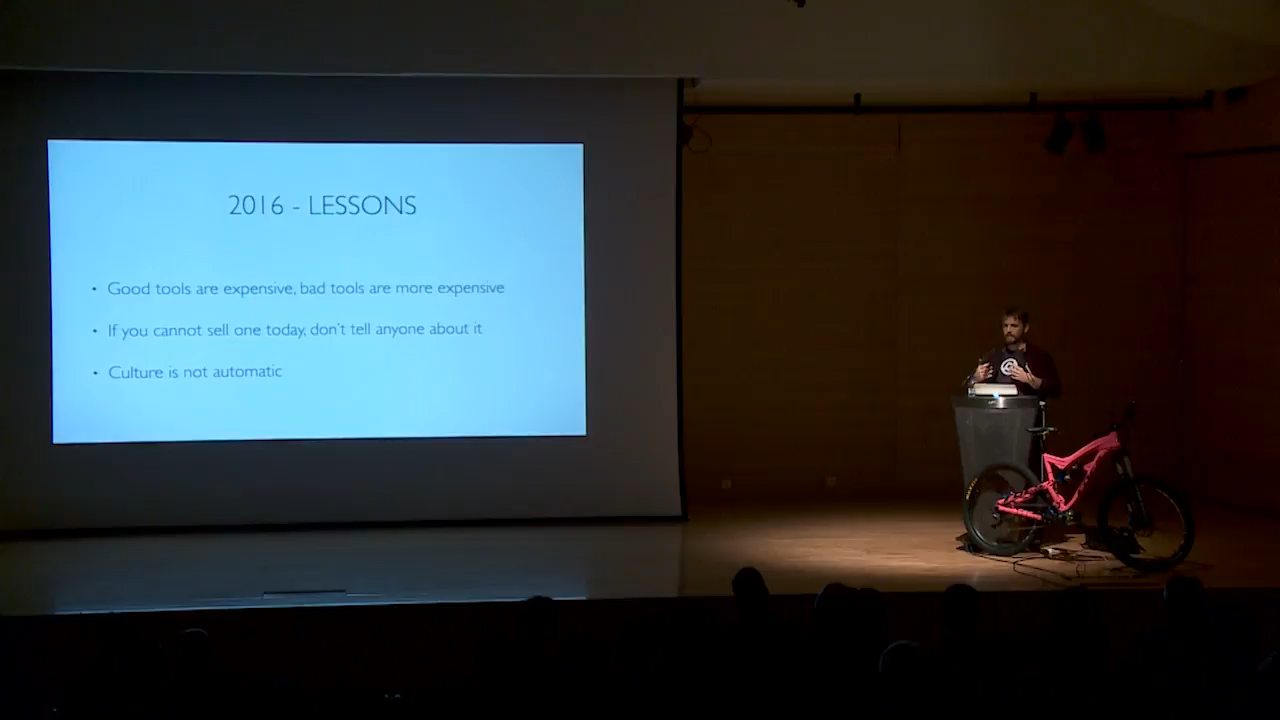 2016 - LESSONS
• Good tools are expensive, bad tools are more expensive
• If you cannot sell one today, don't tell anyone about it
• Culture is not automatic